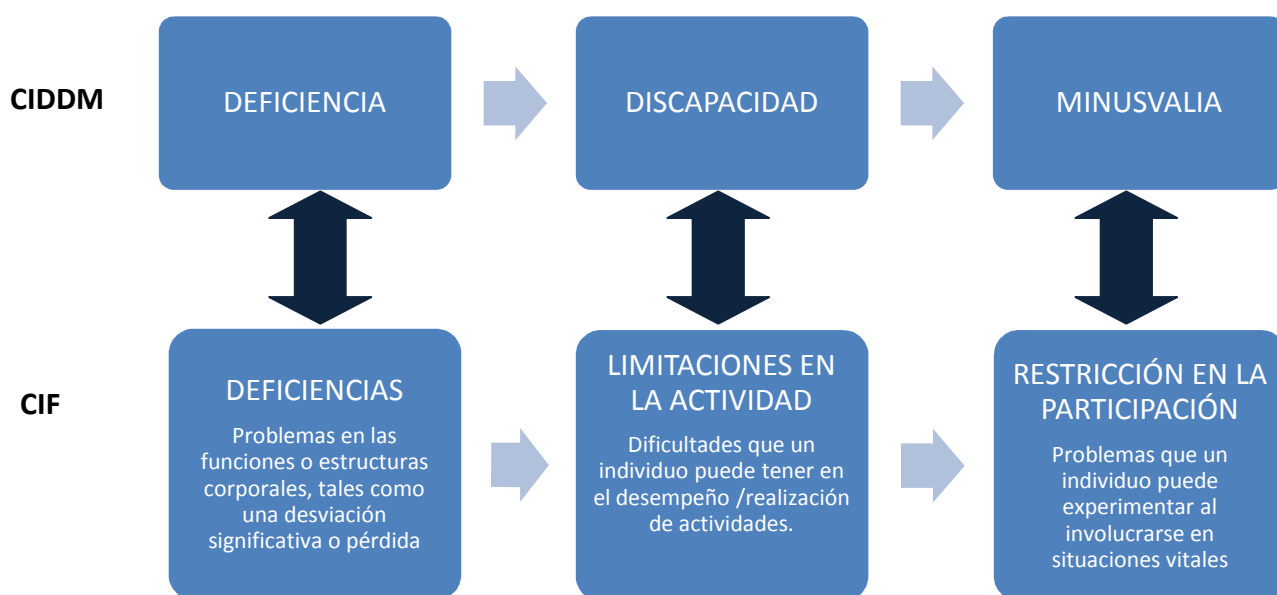 CIDDM
DEFICIENCIA
DISCAPACIDAD
MINUSVALIA
CIF
DEFICIENCIAS
Problemas en las
funciones o estructuras
corporales, tales como
una desviación
significativa o pérdida
LIMITACIONES EN
LA ACTIVIDAD
Dificultades que un
individuo puede tener en
el desempeño /realización
de actividades.
RESTRICCIÓN EN LA
PARTICIPACIÓN
Problemas que un
individuo puede
experimentar al
involucrarse en
situaciones vitales